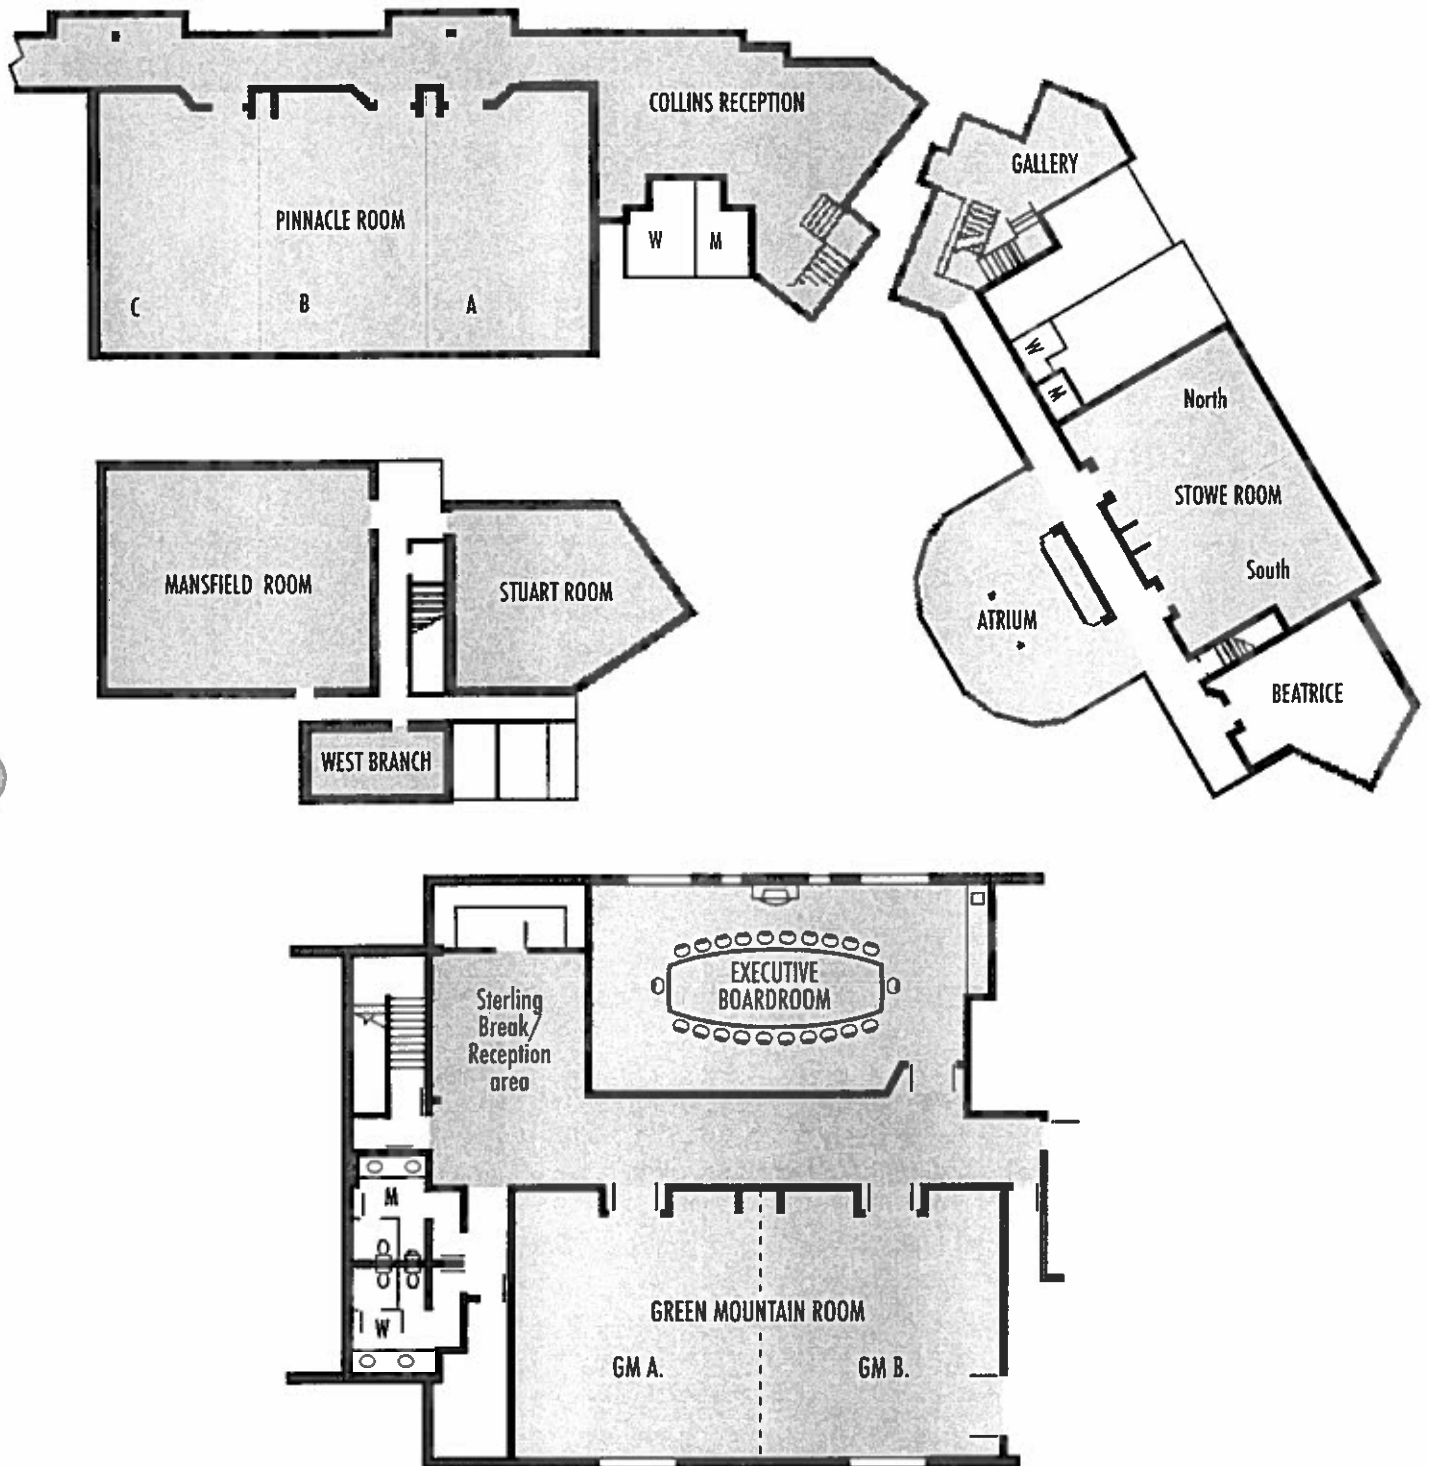 COLLINS RECEPTION
PINNACLE ROOM
W
M
C
B
A
GALLERY
W
M
North
STOWE ROOM
South
ATRIUM
BEATRICE
MANSFIELD ROOM
STUART ROOM
WEST BRANCH
EXECUTIVE
BOARDROOM
Sterling
Break/
Reception
area
M
W
GREEN MOUNTAIN ROOM
GM A.
GM B.